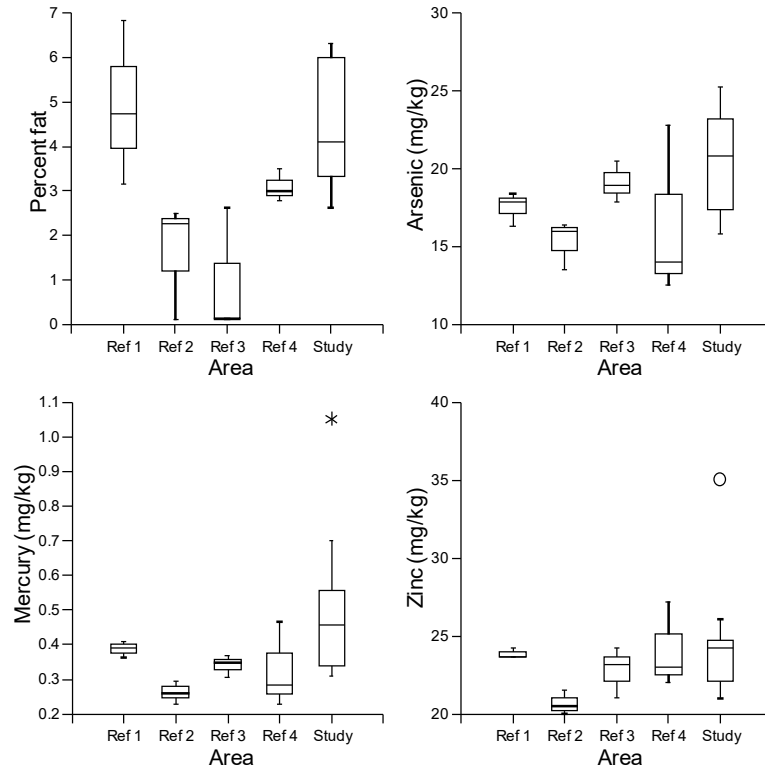 Percent fat
7
6
5
4
3
2
1
0
Ref 1 Ref 2 Ref 3 Ref 4 Study
Area
Arsenic (mg/kg)
30
25
20
15
10
Ref 1 Ref 2 Ref 3 Ref 4 Study
Area
Mercury (mg/kg)
1.1
1.0
0.9
0.8
0.7
0.6
0.5
0.4
0.3
0.2
Ref 1 Ref 2 Ref 3 Ref 4 Study
Area
Zinc (mg/kg)
40
35
30
25
20
Ref 1 Ref 2 Ref 3 Ref 4 Study
Area